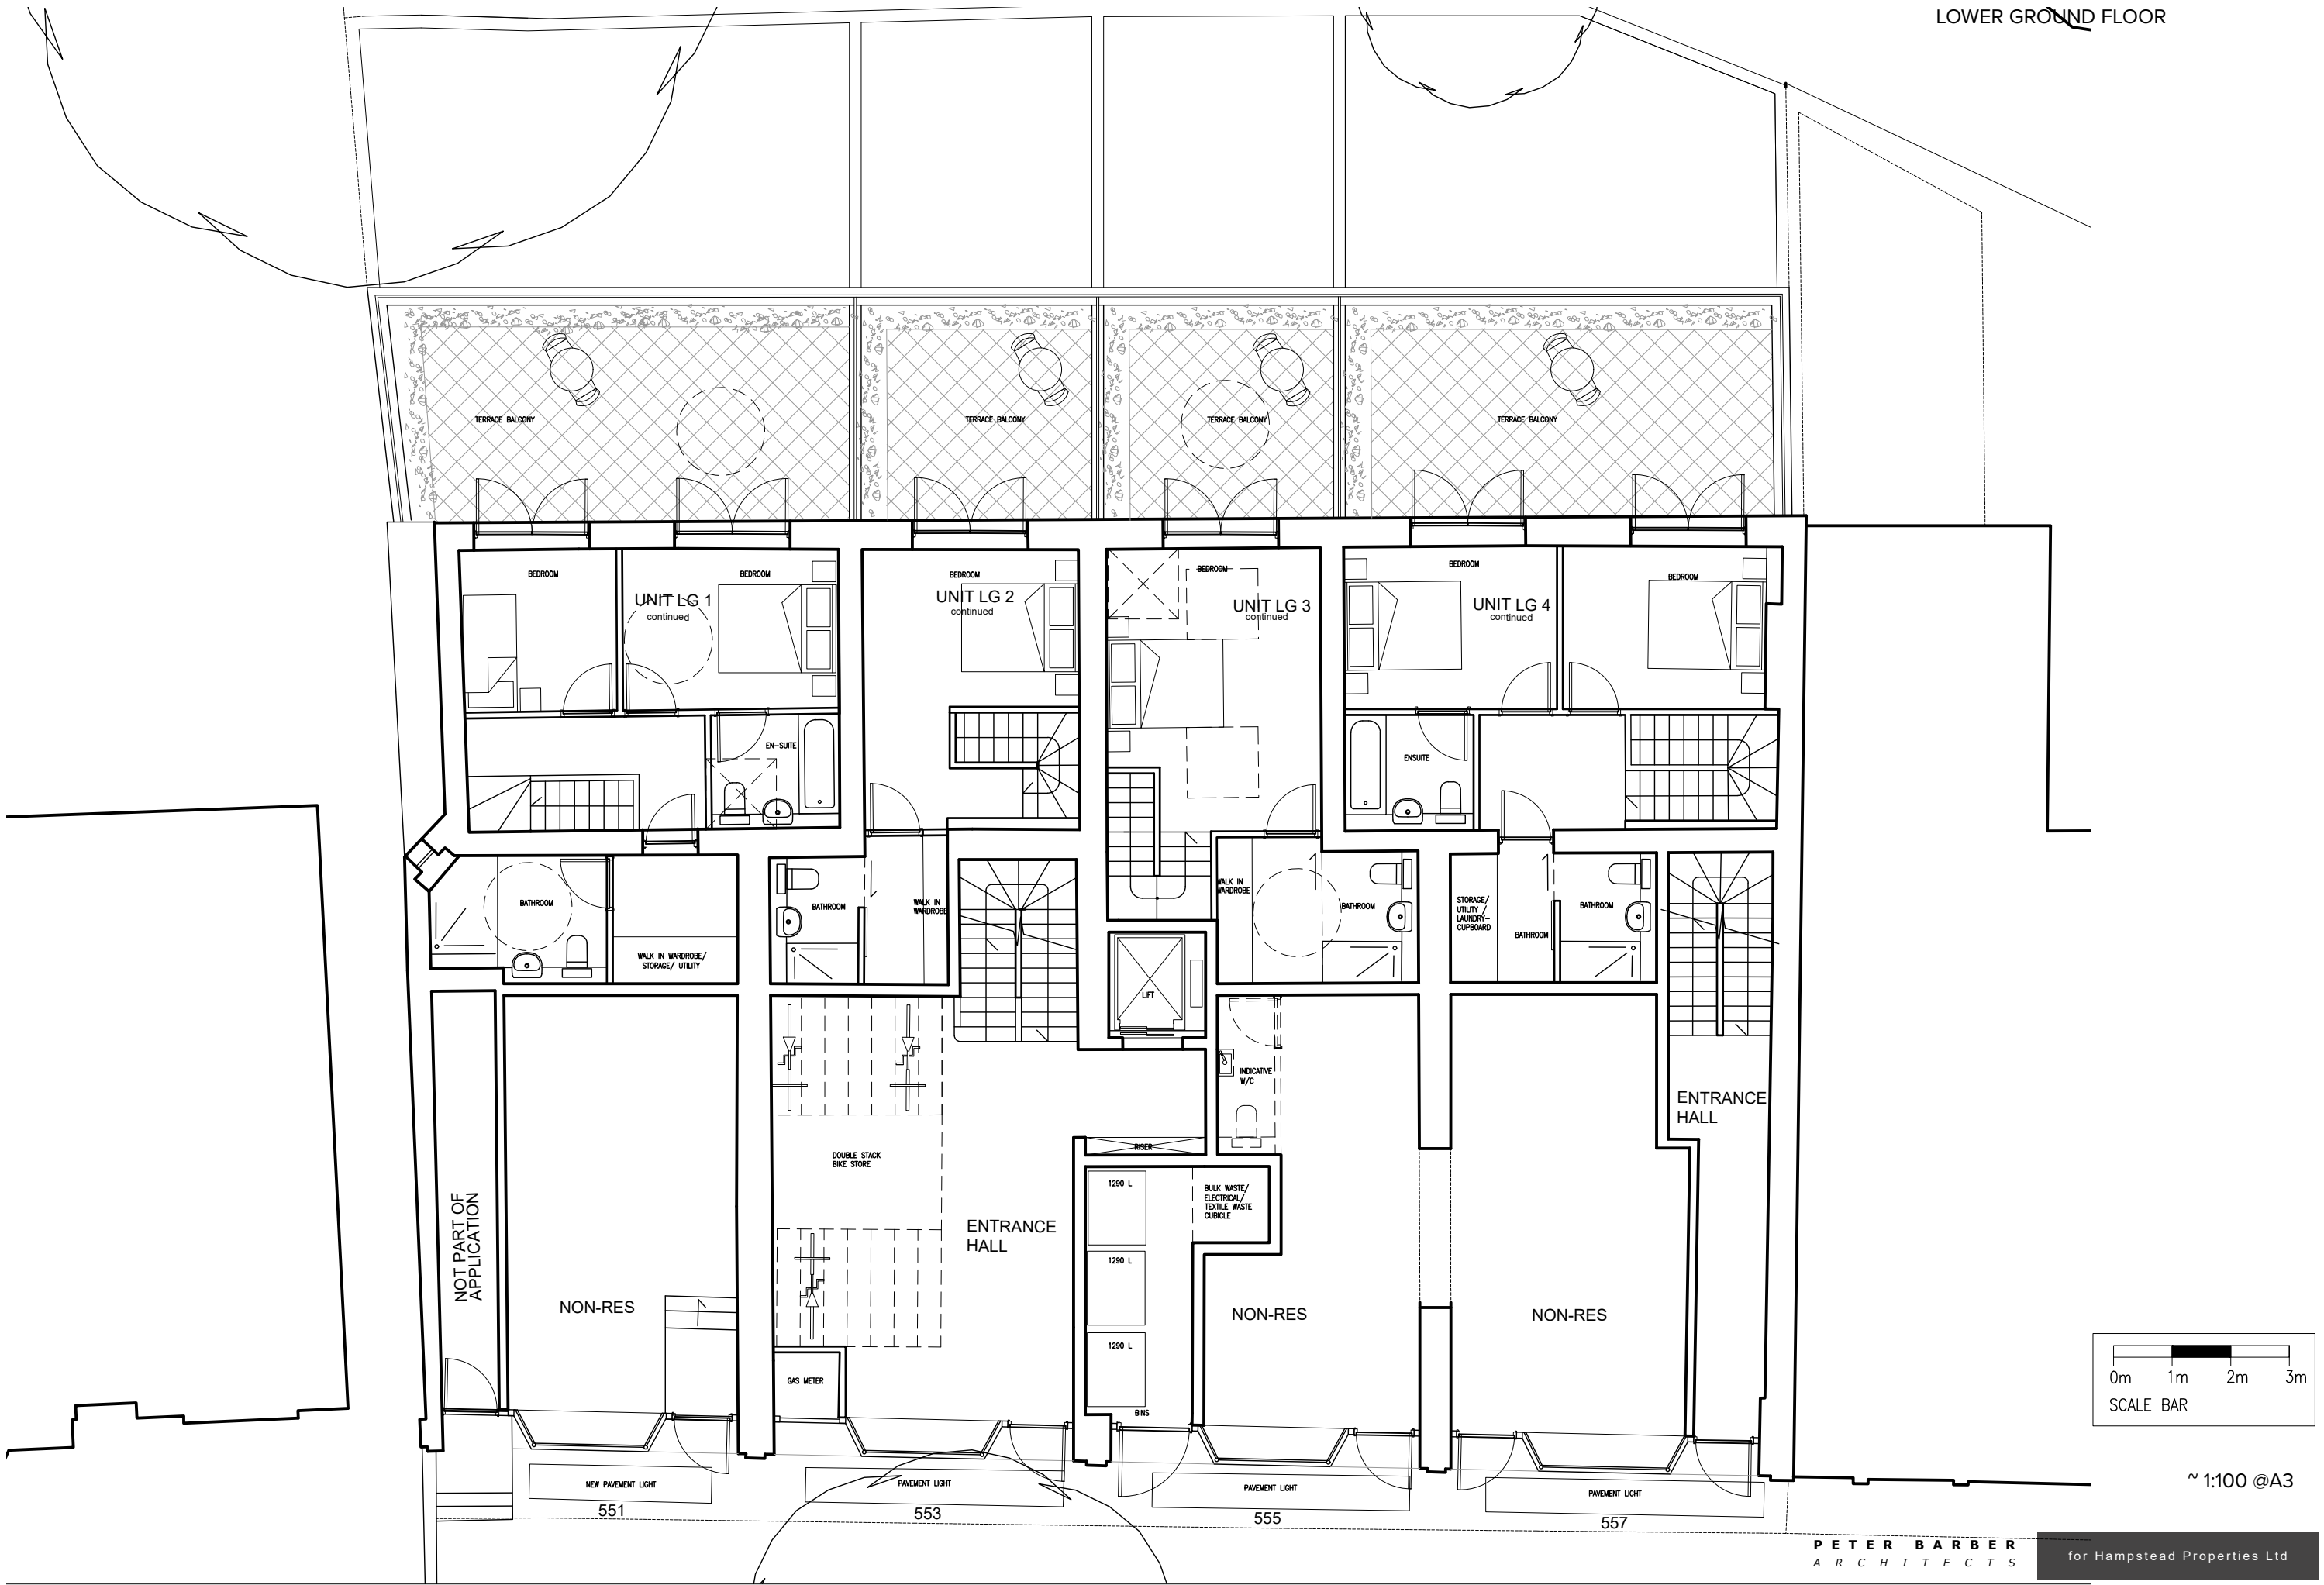 LOWER GROUND FLOOR
TERRACE BALCONY
TERRACE BALCONY
TERRACE BALCONY
TERRACE BALCONY
BEDROOM
BEDROOM
UNIT LG 1
continued
BEDROOM
UNIT LG 2
continued
BEDROOM
UNIT LG 3
continued
BEDROOM
UNIT LG 4
continued
BEDROOM
EN-SUITE
ENSUITE
BATHROOM
WALK IN WARDROBE/
STORAGE/ UTILITY
BATHROOM
WALK IN
WARDROBE
WALK IN
WARDROBE
BATHROOM
STORAGE/
UTILITY /
LAUNDRY-
CUPBOARD
BATHROOM
BATHROOM
LIFT
INDICATIVE
W/C
ENTRANCE
HALL
RISER
DOUBLE STACK
BIKE STORE
1290 L
BULK WASTE/
ELECTRICAL/
TEXTILE WASTE
CUBICLE
NOT PART OF
APPLICATION
ENTRANCE
HALL
1290 L
NON-RES
NON-RES
NON-RES
1290 L
GAS METER
BINS
NEW PAVEMENT LIGHT
PAVEMENT LIGHT
PAVEMENT LIGHT
PAVEMENT LIGHT
551
553
555
557
0m 1m 2m 3m
SCALE BAR
~ 1:100 @A3
PETER BARBER
ARCHITECTS
for Hampstead Properties Ltd